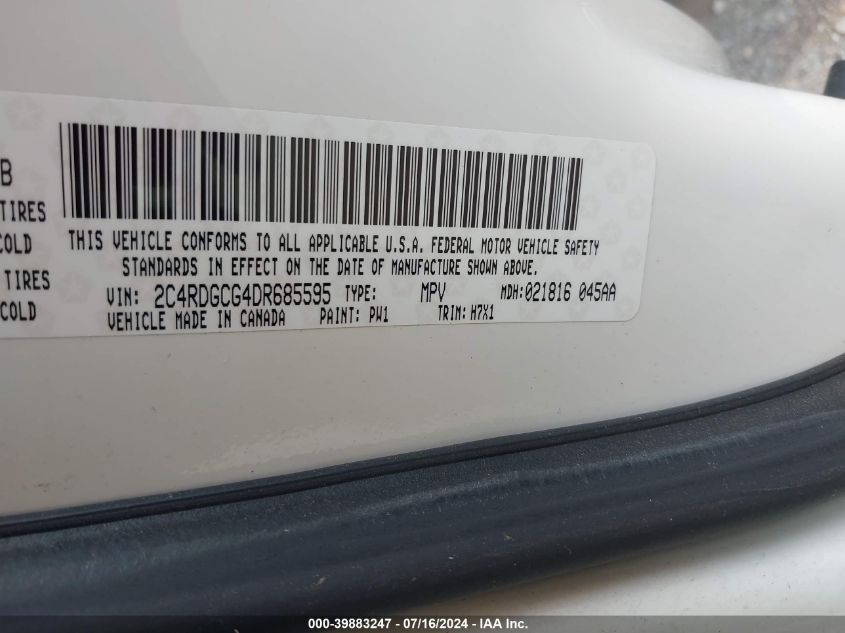 B
TIRES
COLD
TIRES
COLD
THIS VEHICLE CONFORMS TO ALL APPLICABLE U.S.A. FEDERAL MOTOR VEHICLE SAFETY
STANDARDS IN EFFECT ON THE DATE OF MANUFACTURE SHOWN ABOVE.
VIN: 2C4RDGCG4DR685595 TYPE: MPV MDH:021816 045AA
VEHICLE MADE IN CANADA PAINT: PW1 TRIM: H7X1
000-39883247 - 07/16/2024 - IAA Inc.